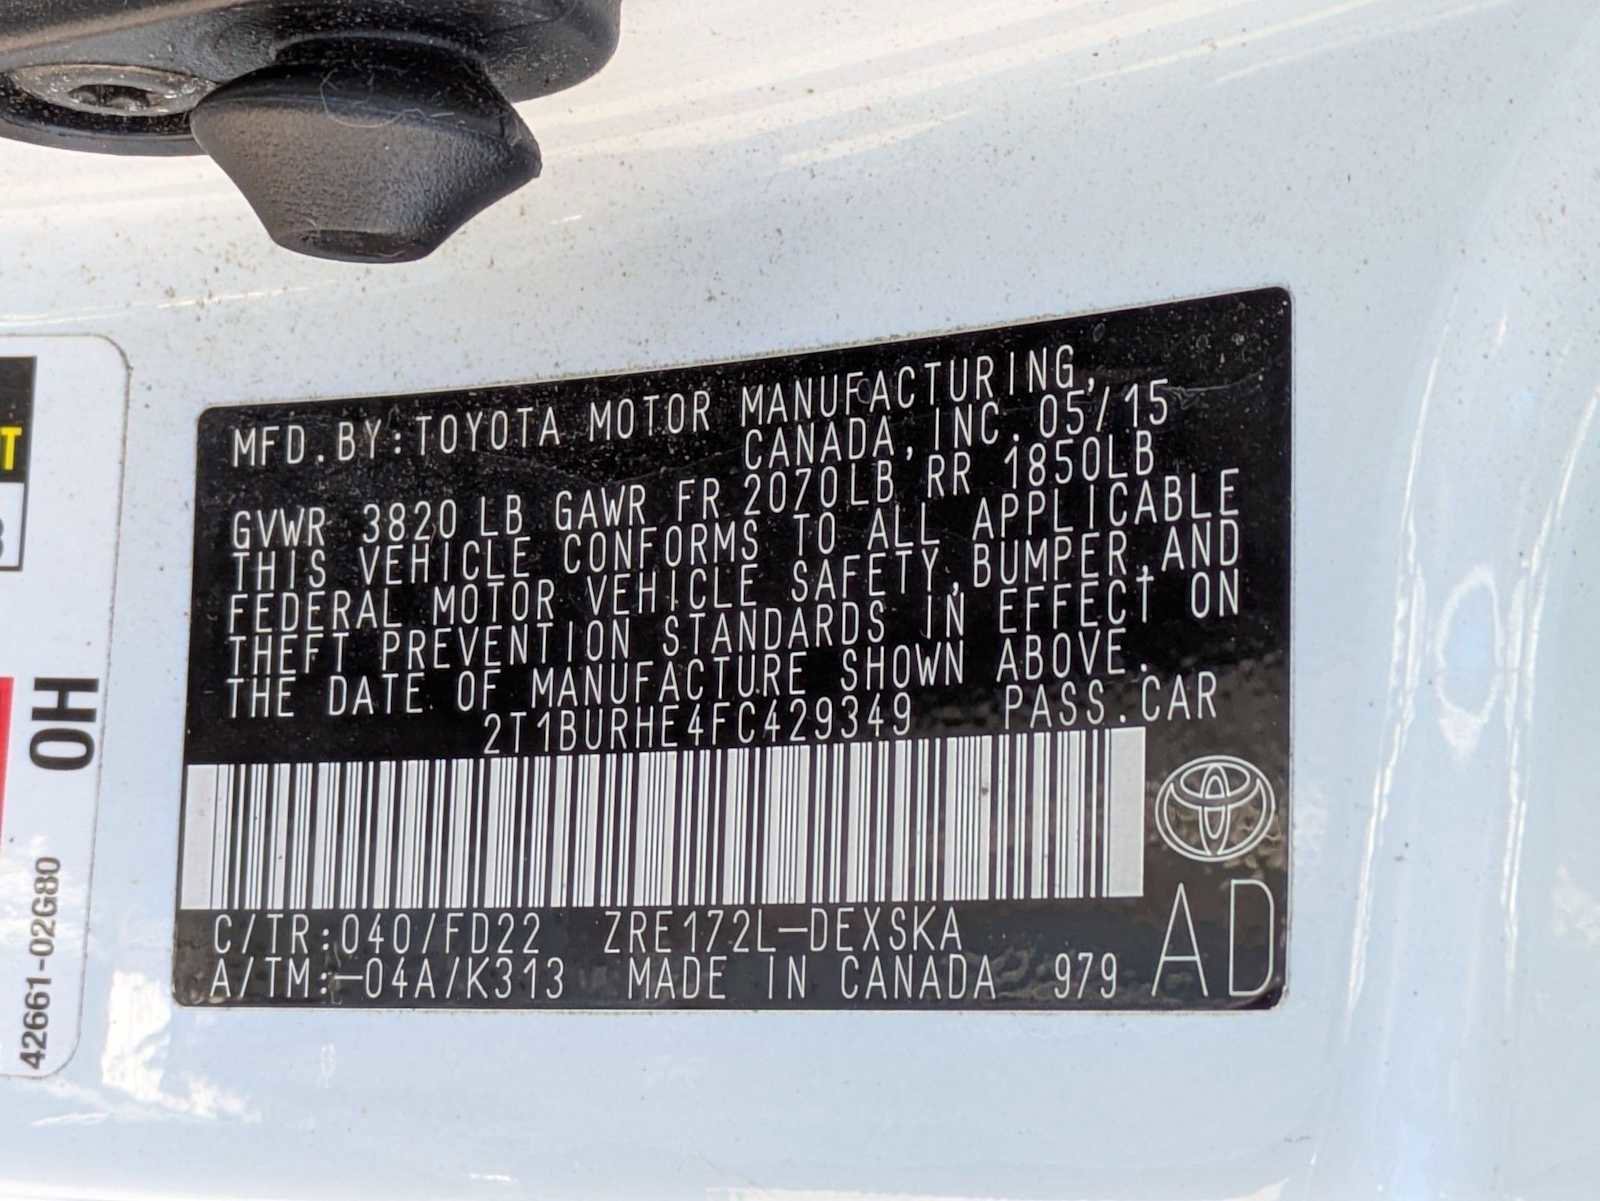 MFD.BY:TOYOTA MOTOR MANUFACTURING,
CANADA, INC. 05/15
GVWR 3820 LB GAWR FR 2070LB RR 1850LB
THIS VEHICLE CONFORMS TO ALL APPLICABLE
FEDERAL MOTOR VEHICLE SAFETY,BUMPER,AND
THEFT PREVENTION STANDARDS IN EFFECT ON
THE DATE OF MANUFACTURE SHOWN ABOVE.
2T1BURHE4FC429349 PASS.CAR
C/TR:040/FD22 ZRE172L-DEXSKA
A/TM:-04A/K313 MADE IN CANADA 979
AD
0H
42661-02G80
T